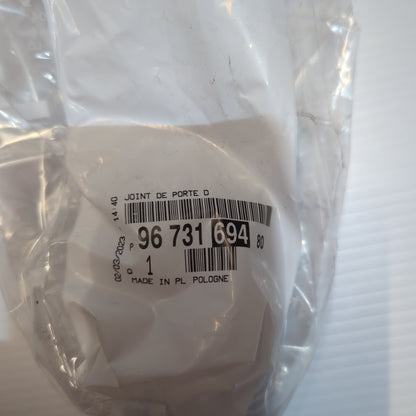 JOINT DE PORTE D
P 96 731 694 80
Q 1
MADE IN PL POLOGNE
02/03/2023 - 14:40